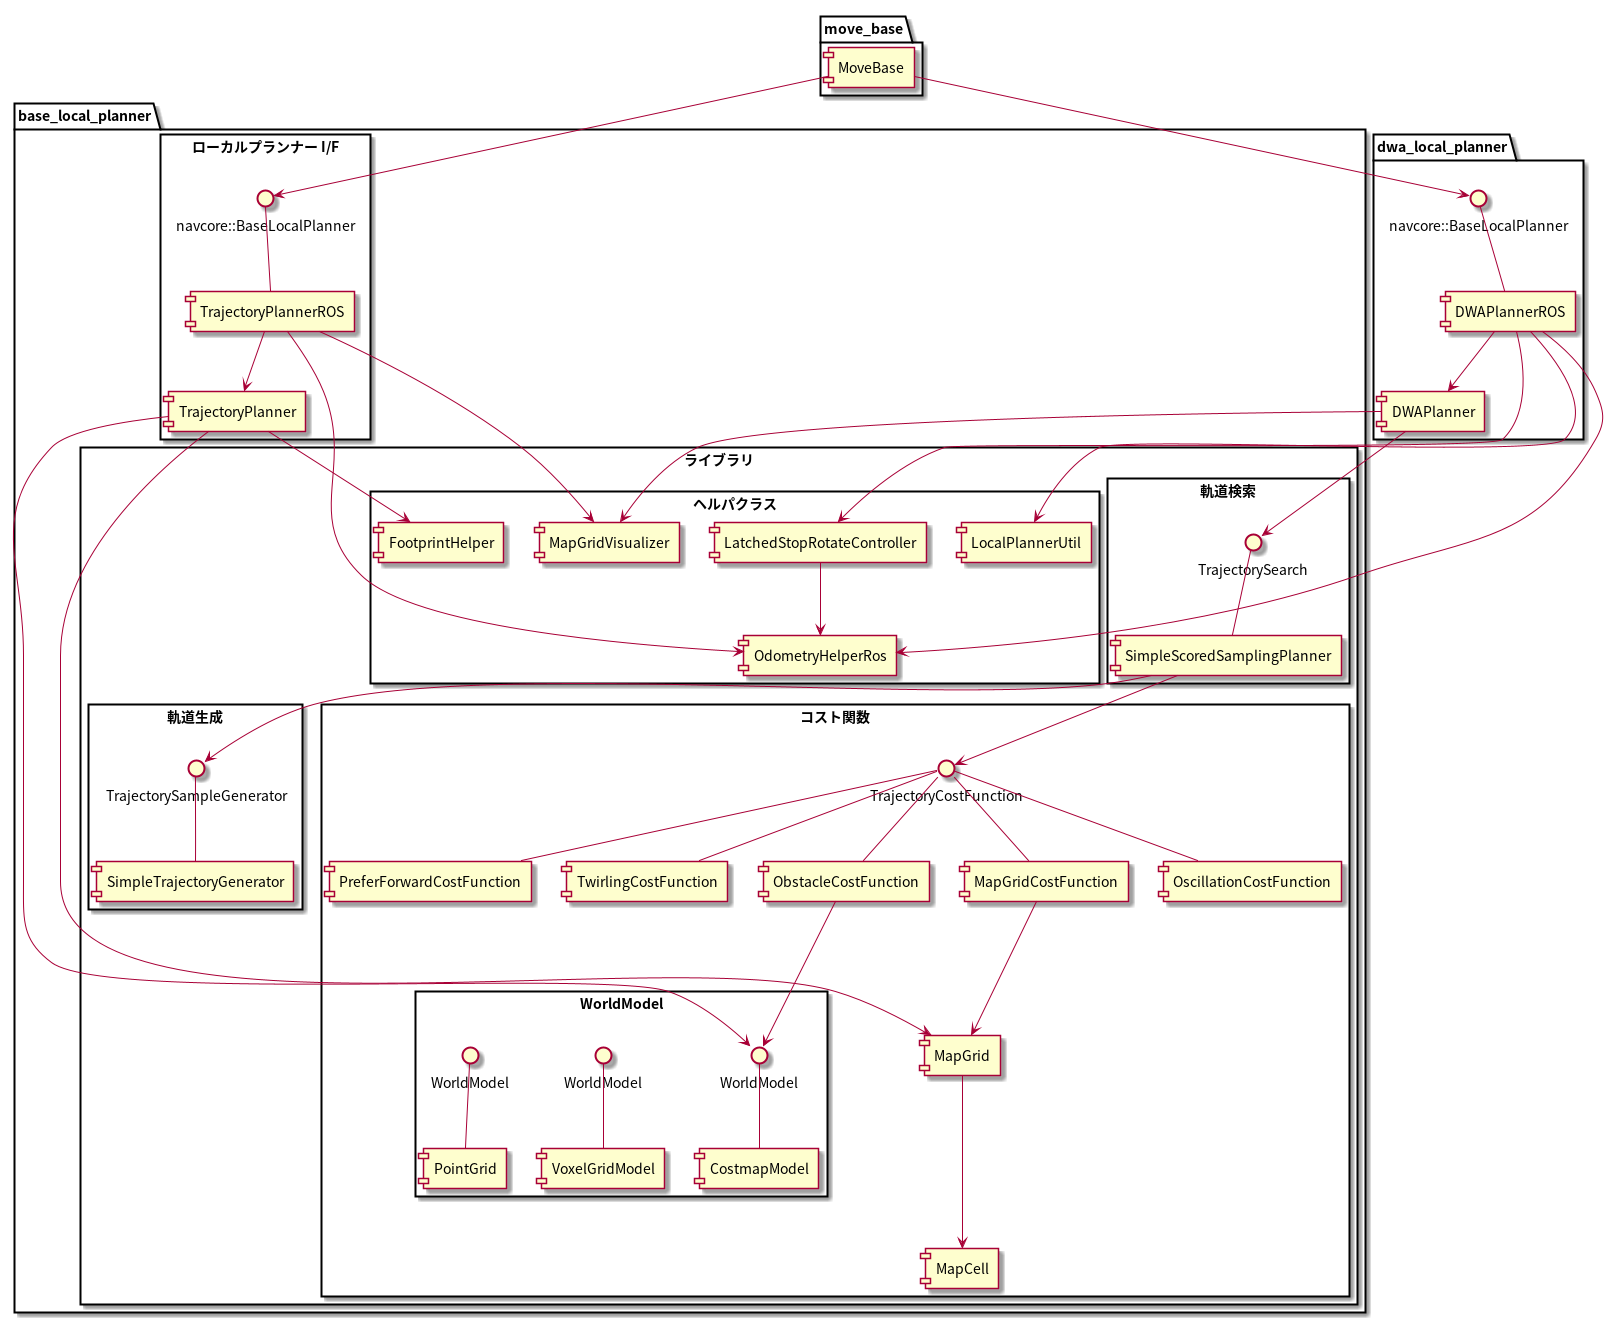 move_base
MoveBase
base_local_planner
dwa_local_planner
ローカルプランナー I/F
navcore::BaseLocalPlanner
navcore::BaseLocalPlanner
TrajectoryPlannerROS
DWAPlannerROS
TrajectoryPlanner
DWAPlanner
ライブラリ
ヘルパクラス
軌道検索
FootprintHelper
MapGridVisualizer
LatchedStopRotateController
LocalPlannerUtil
TrajectorySearch
OdometryHelperRos
SimpleScoredSamplingPlanner
軌道生成
コスト関数
TrajectorySampleGenerator
TrajectoryCostFunction
SimpleTrajectoryGenerator
PreferForwardCostFunction
TwirlingCostFunction
ObstacleCostFunction
MapGridCostFunction
OscillationCostFunction
WorldModel
MapGrid
WorldModel
WorldModel
WorldModel
PointGrid
VoxelGridModel
CostmapModel
MapCell